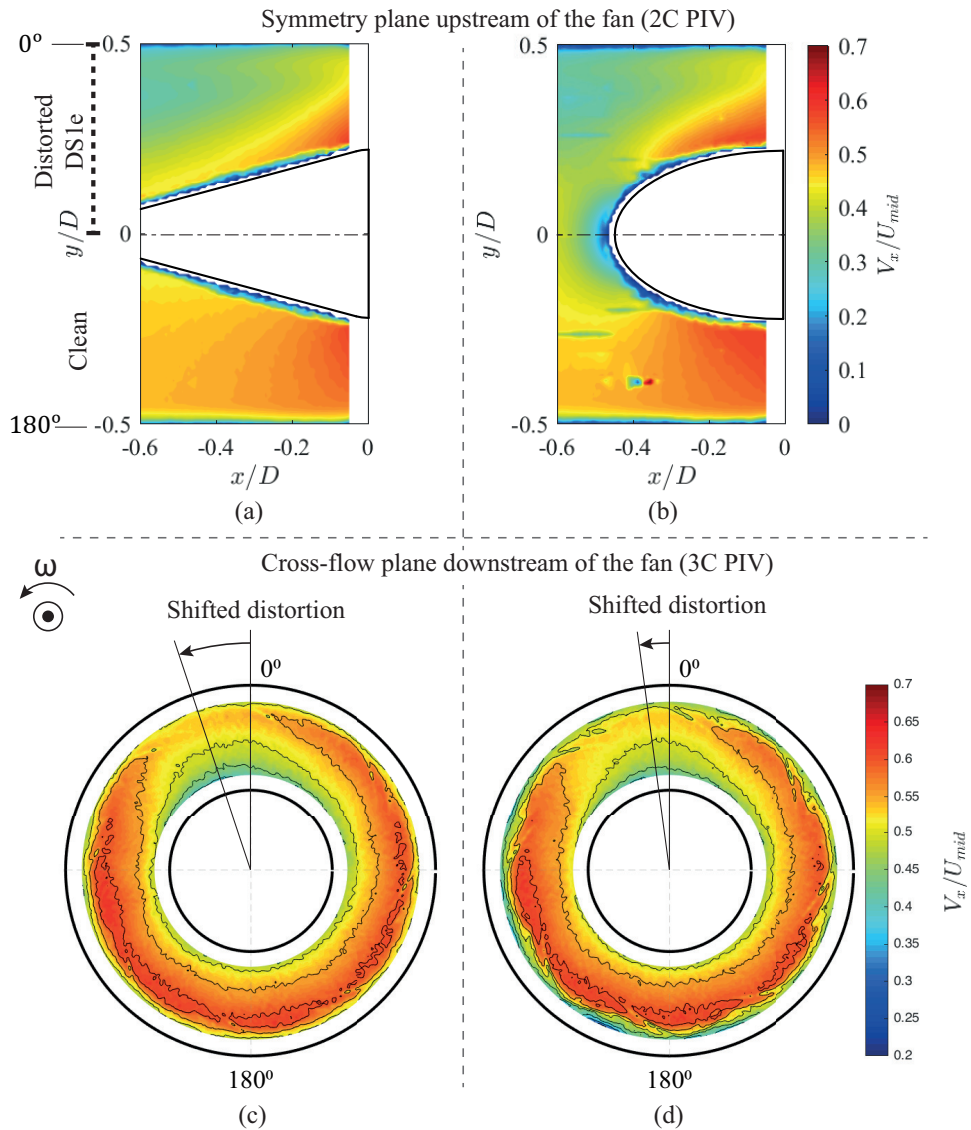 Symmetry plane upstream of the fan (2C PIV)
0º
Distorted
DS1e
Clean
180º
y/D
0.5
0
-0.5
-0.6
-0.4
-0.2
0
x/D
(a)
y/D
0.5
0
-0.5
-0.6
-0.4
-0.2
0
x/D
(b)
0.7
0.6
0.5
0.4
0.3
0.2
0.1
0
Vx/Umid
Cross-flow plane downstream of the fan (3C PIV)
ω
Shifted distortion
0º
180º
(c)
Shifted distortion
0º
180º
(d)
0.7
0.65
0.6
0.55
0.5
0.45
0.4
0.35
0.3
0.25
0.2
Vx/Umid